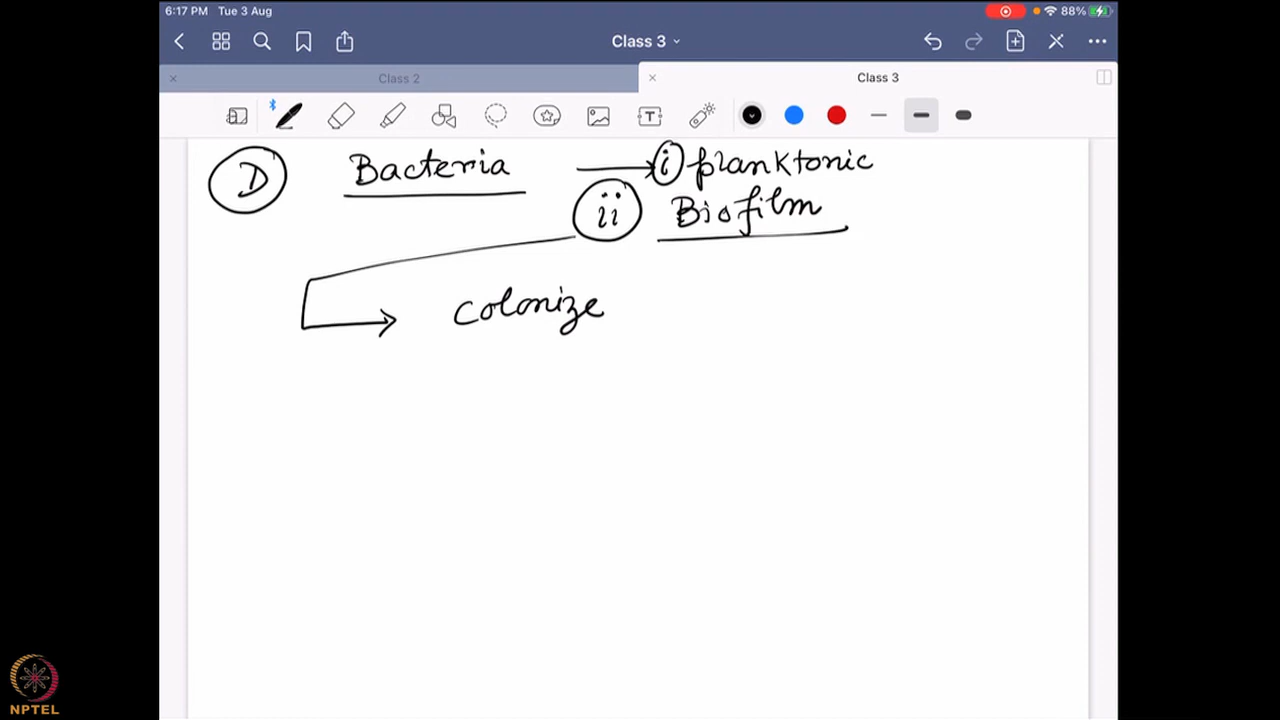 6:17 PM Tue 3 Aug
88%
Class 3
Class 2
Class 3
T
D Bacteria → i planktonic
ii Biofilm
colonize
NPTEL